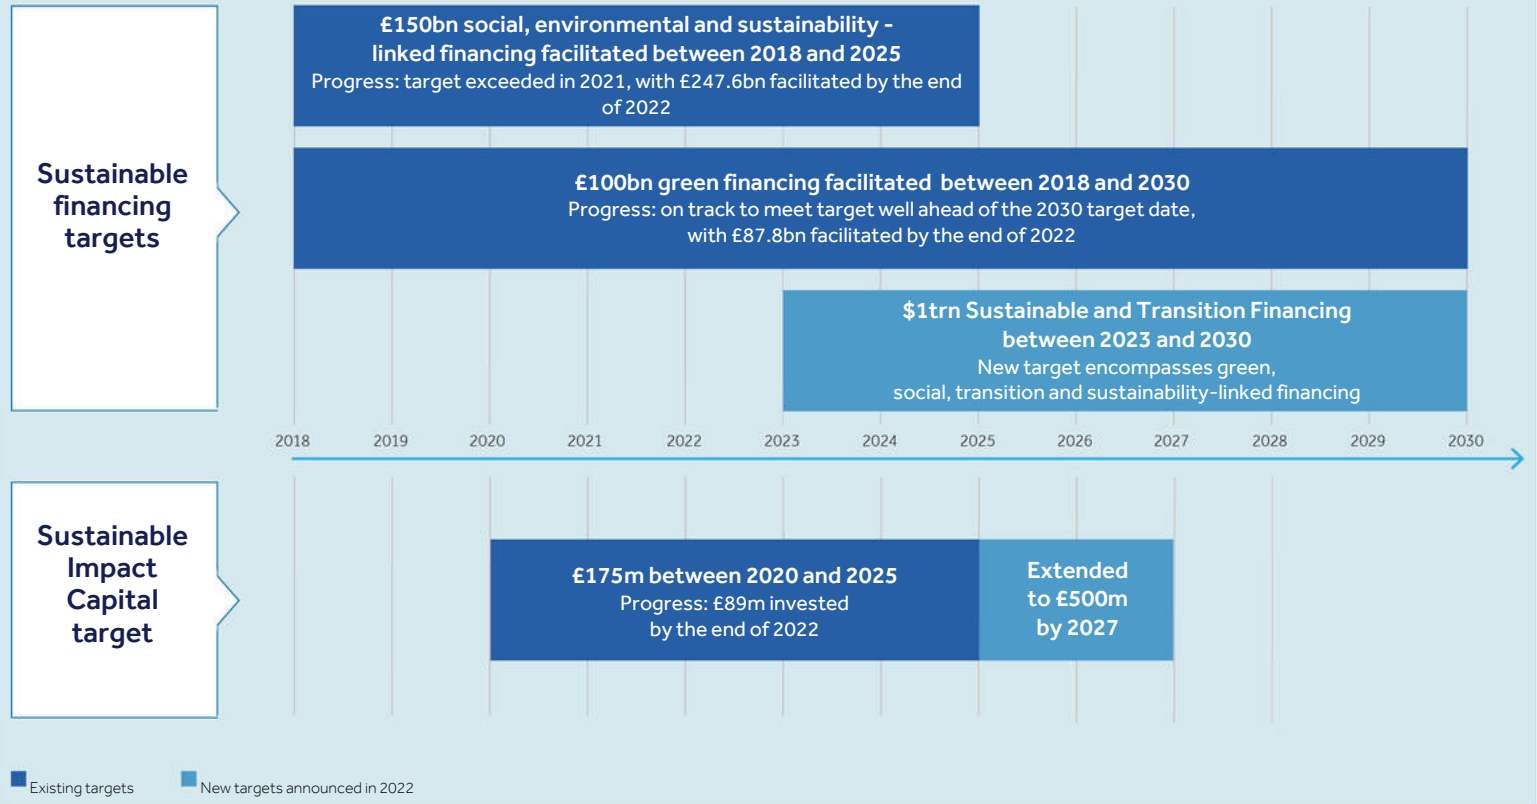 Sustainable
financing
targets
£150bn social, environmental and sustainability -
linked financing facilitated between 2018 and 2025
Progress: target exceeded in 2021, with £247.6bn facilitated by the end
of 2022
£100bn green financing facilitated between 2018 and 2030
Progress: on track to meet target well ahead of the 2030 target date,
with £87.8bn facilitated by the end of 2022
$1trn Sustainable and Transition Financing
between 2023 and 2030
New target encompasses green,
social, transition and sustainability-linked financing
2018 2019 2020 2021 2022 2023 2024 2025 2026 2027 2028 2029 2030
Sustainable
Impact
Capital
target
£175m between 2020 and 2025
Progress: £89m invested
by the end of 2022
Extended
to £500m
by 2027
Existing targets
New targets announced in 2022